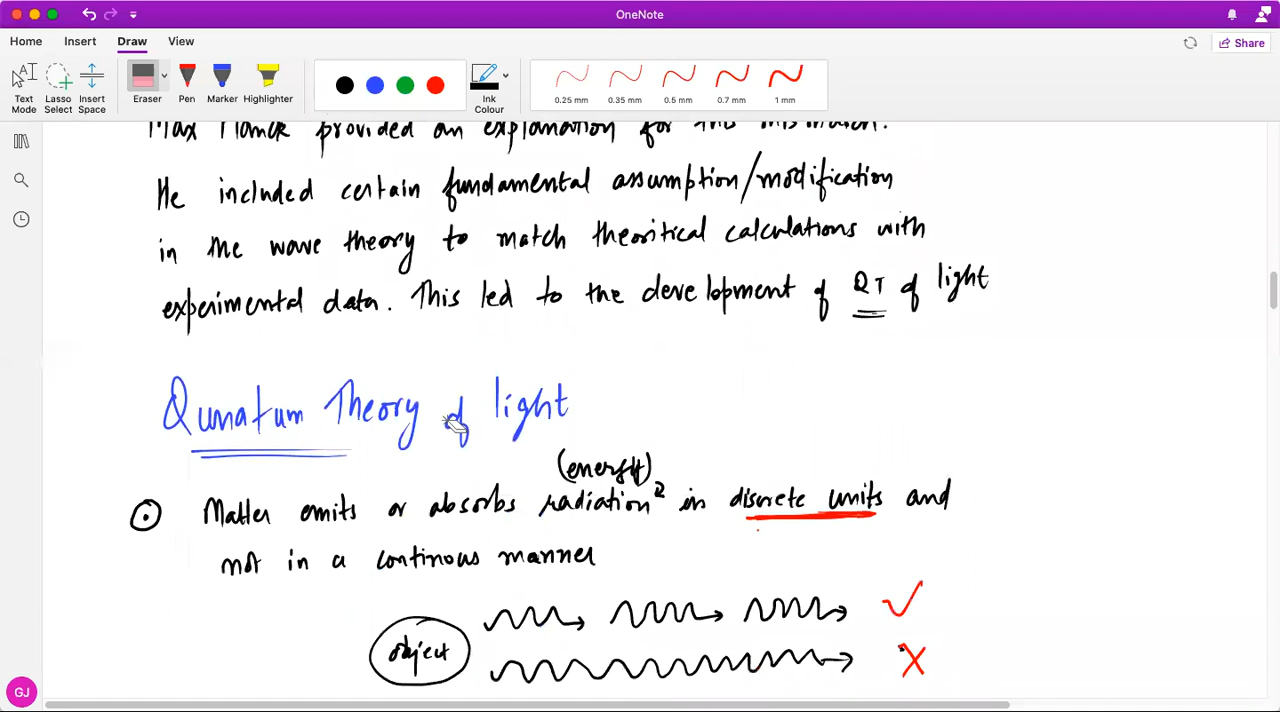 OneNote
Home Insert Draw View
Share
Text Mode
Lasso Select
Insert Space
Eraser
Pen
Marker
Highlighter
Ink Colour
0.25 mm
0.35 mm
0.5 mm
0.7 mm
1 mm
Max Planck provided an explanation for this mismatch.
He included certain fundamental assumption/modification
in the wave theory to match theoritical calculations with
experimental data. This led to the development of QT of light
Qunatum Theory of light
(energy)
Matter emits or absorbs radiation in discrete units and
not in a continous manner
object
GJ